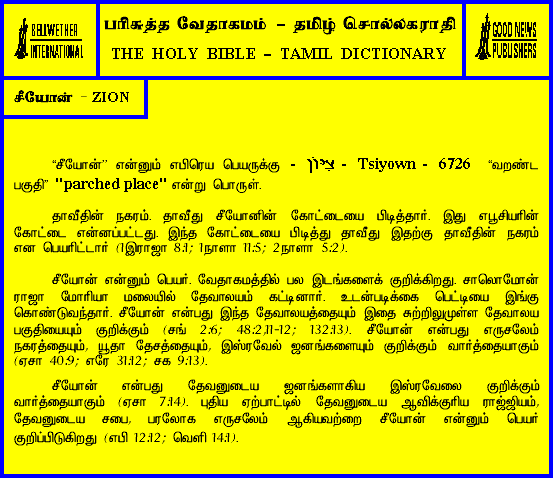 BELLWETHER
INTERNATIONAL
பரிசுத்த வேதாகமம் – தமிழ் சொல்லகராதி
THE HOLY BIBLE – TAMIL DICTIONARY
GOOD NEWS
PUBLISHERS
சீயோன் - ZION
“சீயோன்” என்னும் எபிரெய பெயருக்கு - צִיּוֹן - Tsiyown - 6726 “வறண்ட
பகுதி” "parched place" என்று பொருள்.
தாவீதின் நகரம். தாவீது சீயோனின் கோட்டையை பிடித்தார். இது எபூசியரின்
கோட்டை என்னப்பட்டது. இந்த கோட்டையை பிடித்து தாவீது இதற்கு தாவீதின் நகரம்
என பெயரிட்டார் (1இராஜா 8:1; 1நாளா 11:5; 2நாளா 5:2).
சீயோன் என்னும் பெயர். வேதாகமத்தில் பல இடங்களைக் குறிக்கிறது. சாலொமோன்
ராஜா மோரியா மலையில் தேவாலயம் கட்டினார். உடன்படிக்கை பெட்டியை இங்கு
கொண்டுவந்தார். சீயோன் என்பது இந்த தேவாலயத்தையும் இதை சுற்றிலுமுள்ள தேவாலய
பகுதியையும் குறிக்கும் (சங் 2:6; 48:2,11-12; 132:13). சீயோன் என்பது எருசலேம்
நகரத்தையும், யூதா தேசத்தையும், இஸ்ரவேல் ஜனங்களையும் குறிக்கும் வார்த்தையாகும்
(ஏசா 40:9; எரே 31:12; சக 9:13).
சீயோன் என்பது தேவனுடைய ஜனங்களாகிய இஸ்ரவேலை குறிக்கும்
வார்த்தையாகும் (ஏசா 7:14). புதிய ஏற்பாட்டில் தேவனுடைய ஆவிக்குரிய ராஜ்ஜியம்,
தேவனுடைய சபை, பரலோக எருசலேம் ஆகியவற்றை சீயோன் என்னும் பெயர்
குறிப்பிடுகிறது (எபி 12:12; வெளி 14:1).